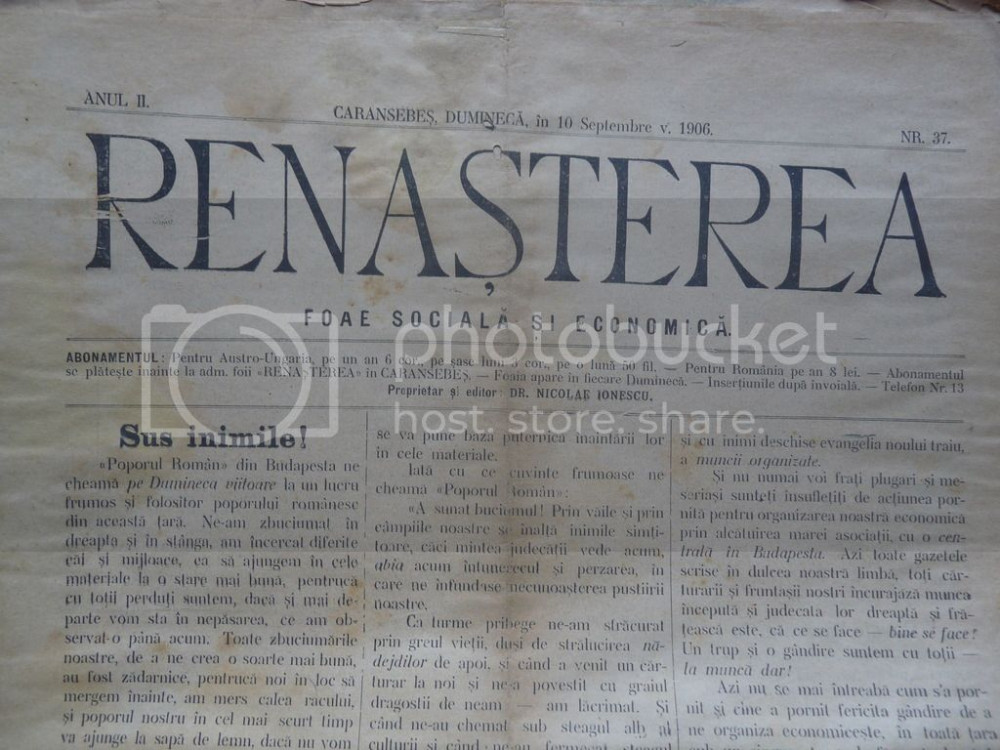 ANUL II.
CARANSEBEȘ, DUMINECĂ, în 10 Septembre v. 1906.
NR. 37.
RENAȘTEREA
FOAE SOCIALĂ ȘI ECONOMICĂ.
ABONAMENTUL: Pentru Austro-Ungaria, pe un an 6 cor., pe șase luni 3 cor., pe o lună 50 fil. — Pentru România pe an 8 lei. — Abonamentul
se plătește înainte la adm. foii «RENAȘTEREA» în CARANSEBEȘ. — Foaia apare în fiecare Duminecă. — Inserțiunile după învoială. — Telefon Nr. 13
Proprietar și editor: DR. NICOLAE IONESCU.
photobucket
host. store. share.
Sus inimile!
«Poporul Român» din Budapesta ne
cheamă pe Dumineca viitoare la un lucru
frumos și folositor poporului românesc
din această țară. Ne-am zbuciumat în
dreapta și în stânga, am încercat diferite
căi și mijloace, ca să ajungem în cele
materiale la o stare mai bună, pentrucă
cu toții perduți suntem, dacă și mai de-
parte vom sta în nepăsarea, ce am ob-
servat-o până acum. Toate zbuciumările
noastre, de a ne crea o soarte mai bună,
au fost zădarnice, pentrucă noi în loc să
mergem înainte, am mers calea racului,
și poporul nostru în cel mai scurt timp
va ajunge la sapă de lemn, dacă nu vom
se va pune baza puternică înaintării lor
în cele materiale.
Iată cu ce cuvinte frumoase ne
cheamă «Poporul Român»:
«A sunat buciumul! Prin văile și prin
câmpiile noastre se înalță inimile simți-
toare, căci mintea judecății vede acum,
abia acum întunerecul și perzarea, în
care ne înfundase necunoașterea pustiirii
noastre.
Ca turme pribege ne-am străcurat
prin greul vieții, duși de strălucirea nă-
dejdilor de apoi, și când a venit un căr-
turar la noi și ne-a povestit cu graiul
dragostii de neam — am lăcrimat. Și
când ne-au chemat sub steagul alb al
culturii și când ne-au fermecat steagul
și cu inimi deschise evangelia noului traiu,
a muncii organizate.
Și nu numai voi frați plugari și me-
seriași sunteți însuflețiți de acțiunea por-
nită pentru organizarea noastră economică
prin alcătuirea marei asociații, cu o cen-
trală în Budapesta. Azi toate gazetele
scrise în dulcea noastră limbă, toți căr-
turarii și fruntașii noștri încurajază munca
începută și judecata lor dreaptă și fră-
țească este, că ce se face — bine se face!
Un trup și o gândire suntem cu toții —
la muncă dar!
Azi nu se mai întreabă cum s'a por-
nit și cine a pornit fericita gândire de a
ne organiza economicește, în toată țara